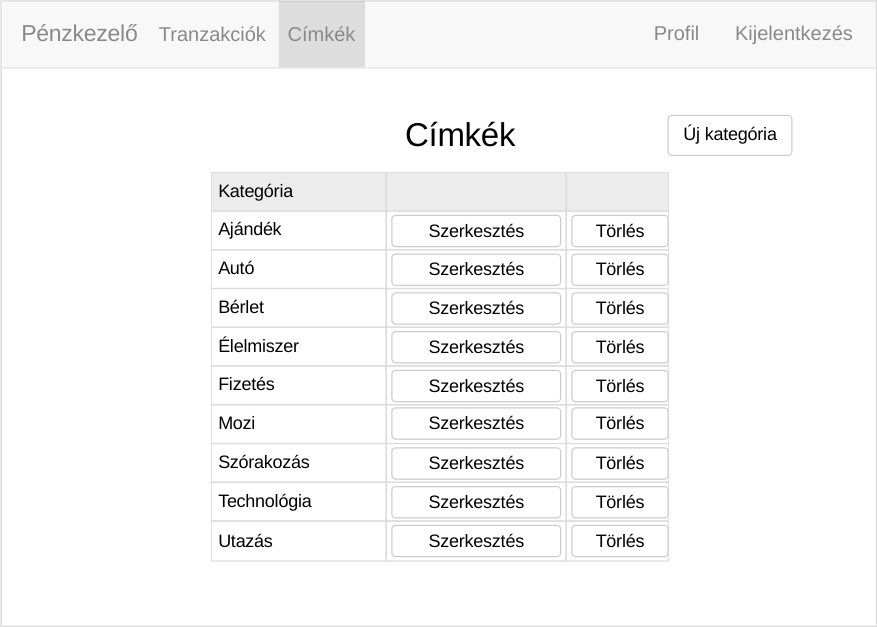 Pénzkezelő Tranzakciók Címkék Profil Kijelentkezés
Címkék Új kategória
Kategória
Ajándék Szerkesztés Törlés
Autó Szerkesztés Törlés
Bérlet Szerkesztés Törlés
Élelmiszer Szerkesztés Törlés
Fizetés Szerkesztés Törlés
Mozi Szerkesztés Törlés
Szórakozás Szerkesztés Törlés
Technológia Szerkesztés Törlés
Utazás Szerkesztés Törlés